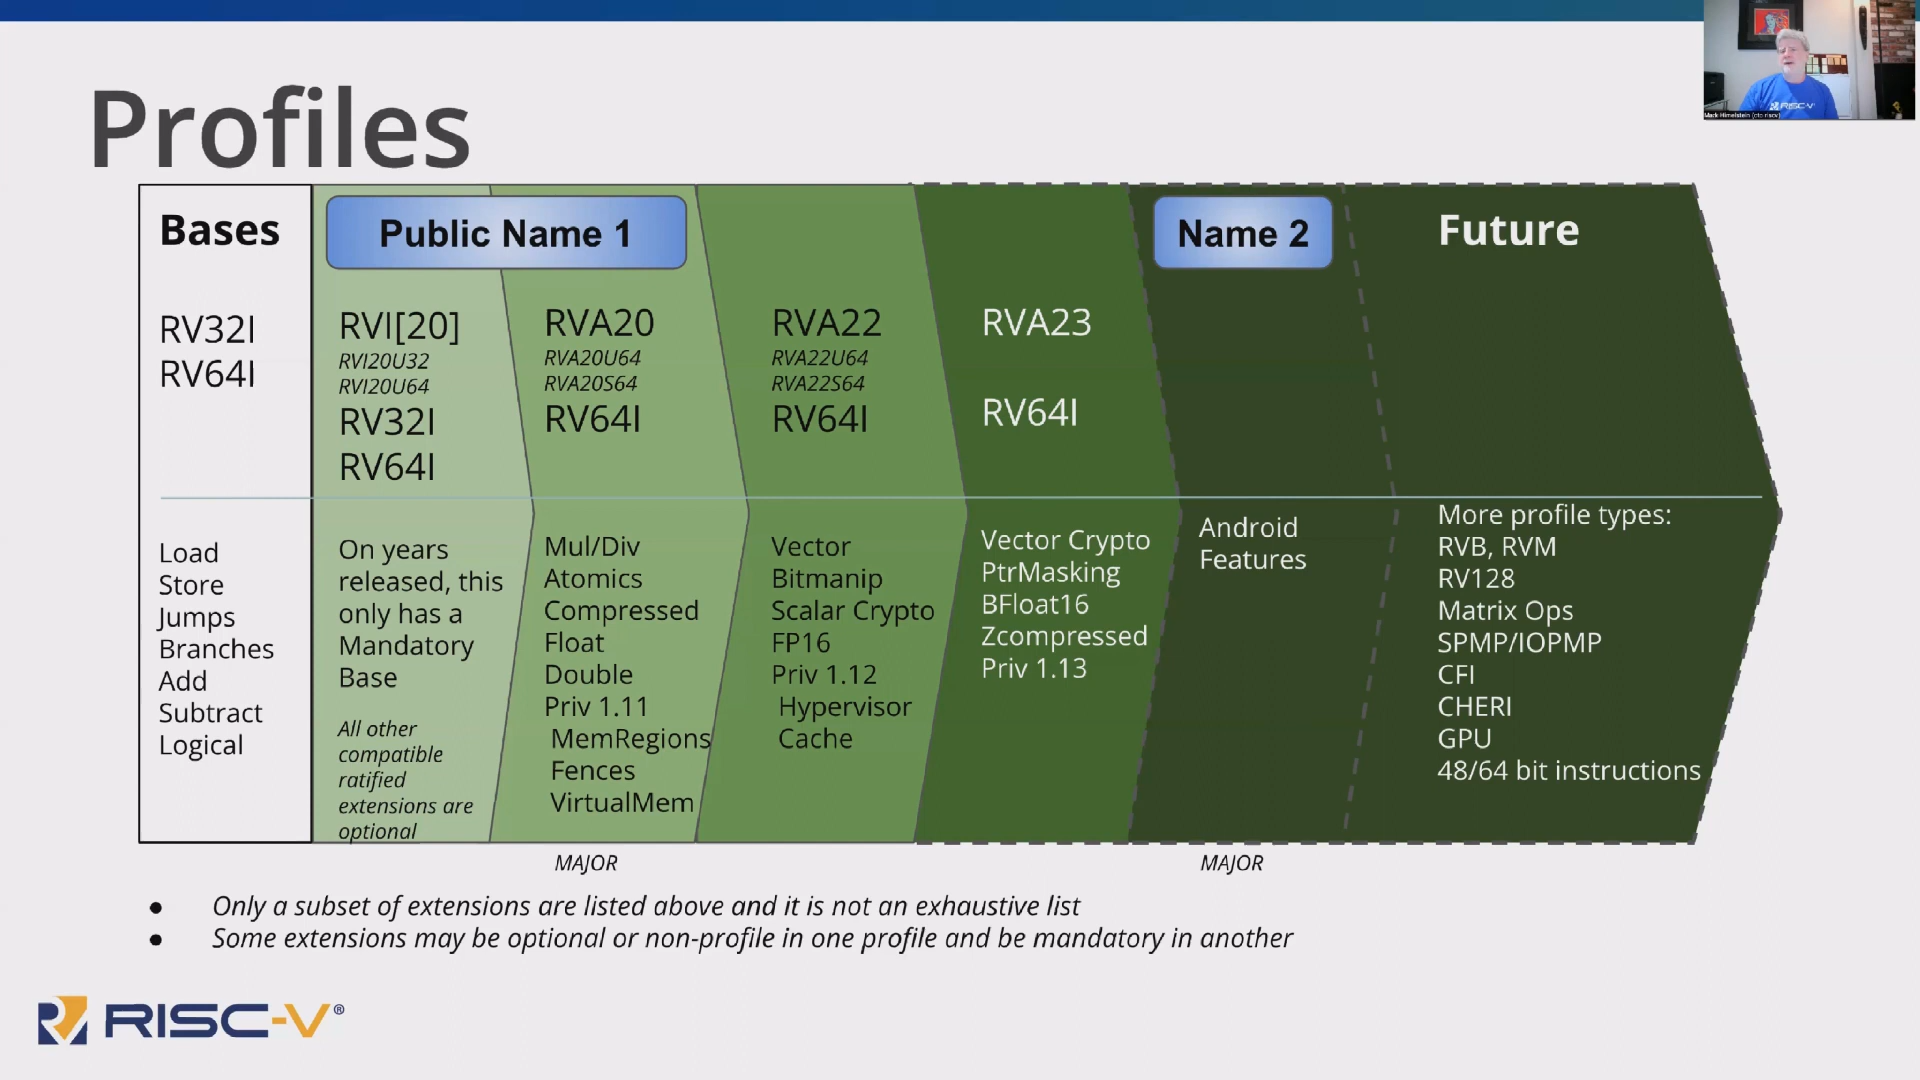 Profiles
Bases
Public Name 1
Name 2
Future
RV32I
RV64I
RVI[20]
RVI20U32
RVI20U64
RV32I
RV64I
RVA20
RVA20U64
RVA20S64
RV64I
RVA22
RVA22U64
RVA22S64
RV64I
RVA23
RV64I
Load
Store
Jumps
Branches
Add
Subtract
Logical
On years
released, this
only has a
Mandatory
Base
All other
compatible
ratified
extensions are
optional
Mul/Div
Atomics
Compressed
Float
Double
Priv 1.11
MemRegions
Fences
VirtualMem
Vector
Bitmanip
Scalar Crypto
FP16
Priv 1.12
Hypervisor
Cache
Vector Crypto
PtrMasking
BFloat16
Zcompressed
Priv 1.13
Android
Features
More profile types:
RVB, RVM
RV128
Matrix Ops
SPMP/IOPMP
CFI
CHERI
GPU
48/64 bit instructions
MAJOR
MAJOR
● Only a subset of extensions are listed above and it is not an exhaustive list
● Some extensions may be optional or non-profile in one profile and be mandatory in another
RISC-V®
RISC-V
Mark Himelstein (cto riscv)